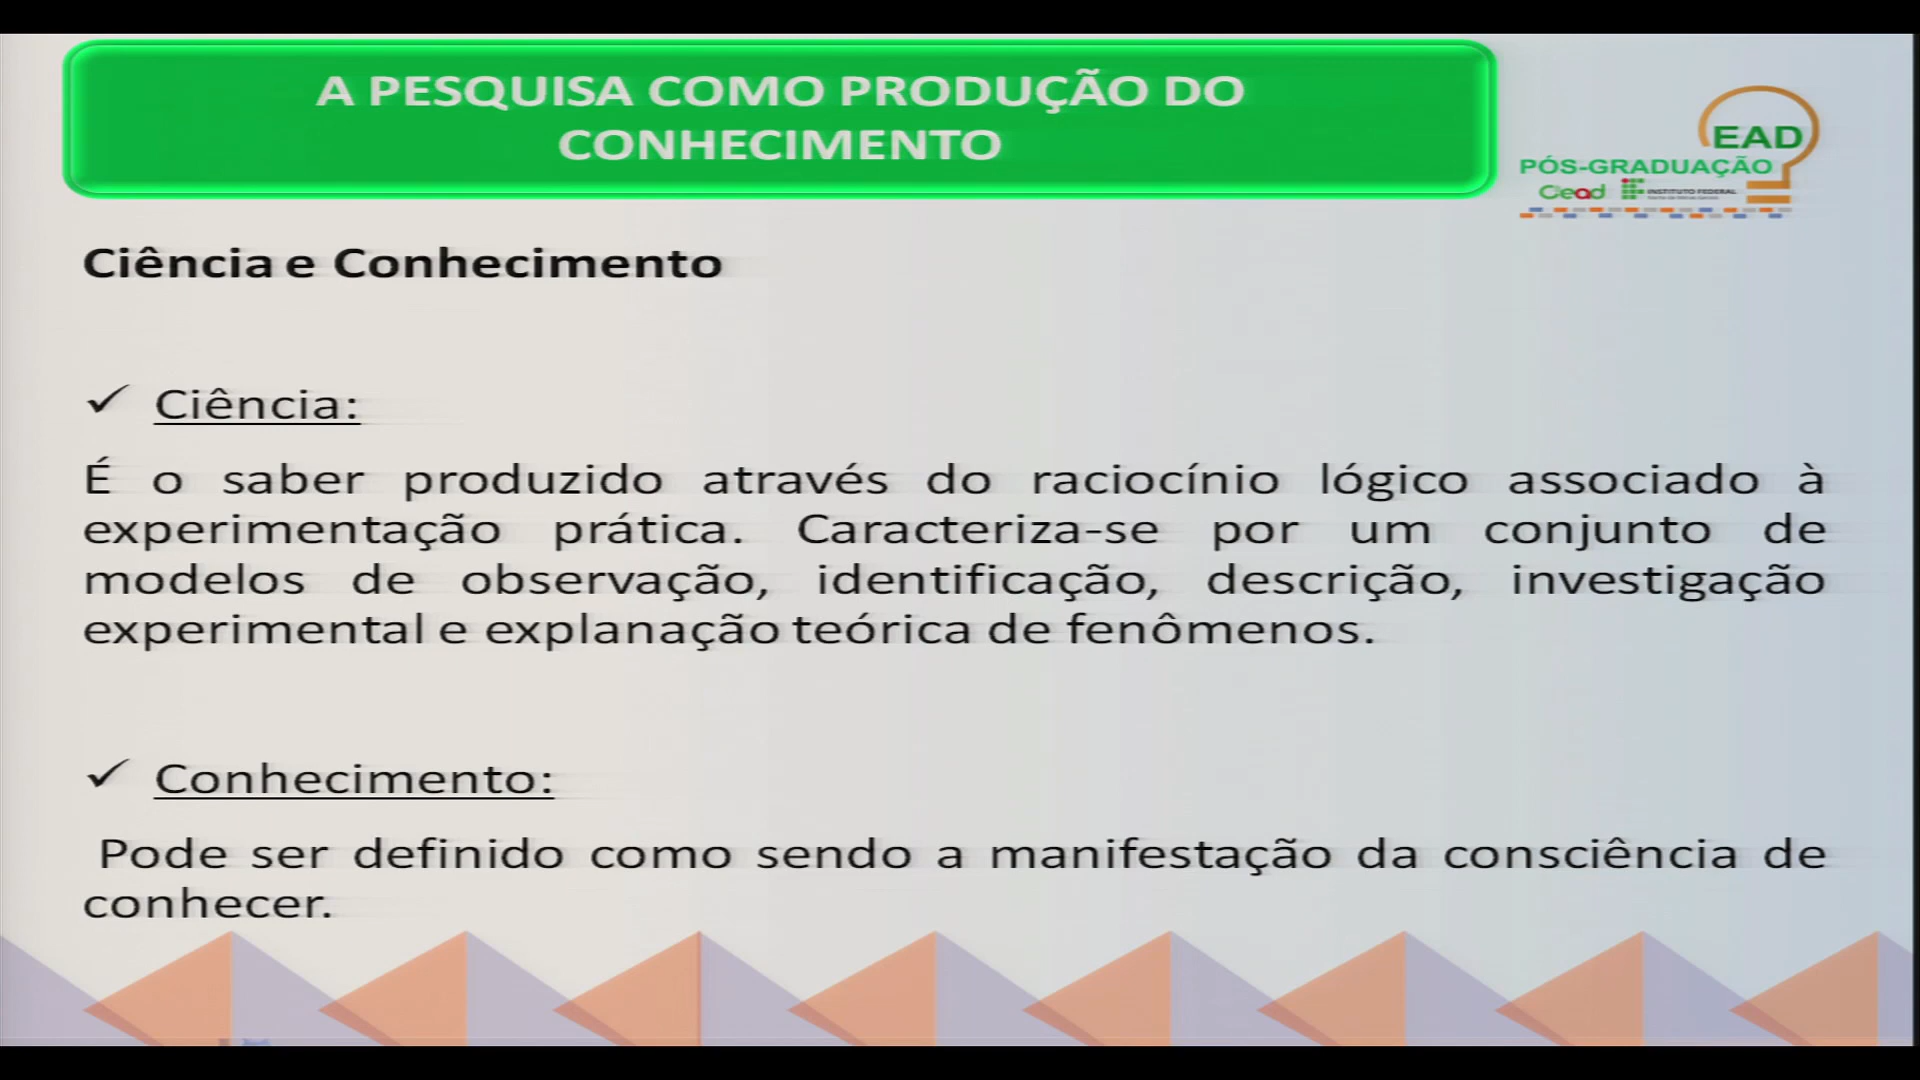 A PESQUISA COMO PRODUÇÃO DO
CONHECIMENTO
EAD
PÓS-GRADUAÇÃO
Cead
INSTITUTO FEDERAL
Ciência e Conhecimento
✓ Ciência:
É o saber produzido através do raciocínio lógico associado à
experimentação prática. Caracteriza-se por um conjunto de
modelos de observação, identificação, descrição, investigação
experimental e explanação teórica de fenômenos.
✓ Conhecimento:
Pode ser definido como sendo a manifestação da consciência de
conhecer.